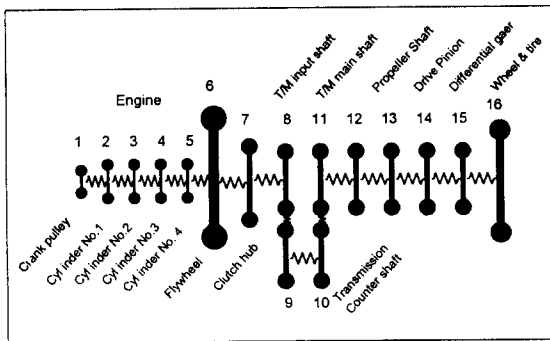 Engine
1
2
3
4
5
6
7
8
11
12
13
14
15
16
9
10
T/M input shaft
T/M main shaft
Propeller Shaft
Drive Pinion
Differential gaer
Wheel & tire
Crank pulley
Cyl inder No.1
Cyl inder No.2
Cyl inder No.3
Cyl inder No. 4
Flywheel
Clutch hub
Transmission
Counter shaft